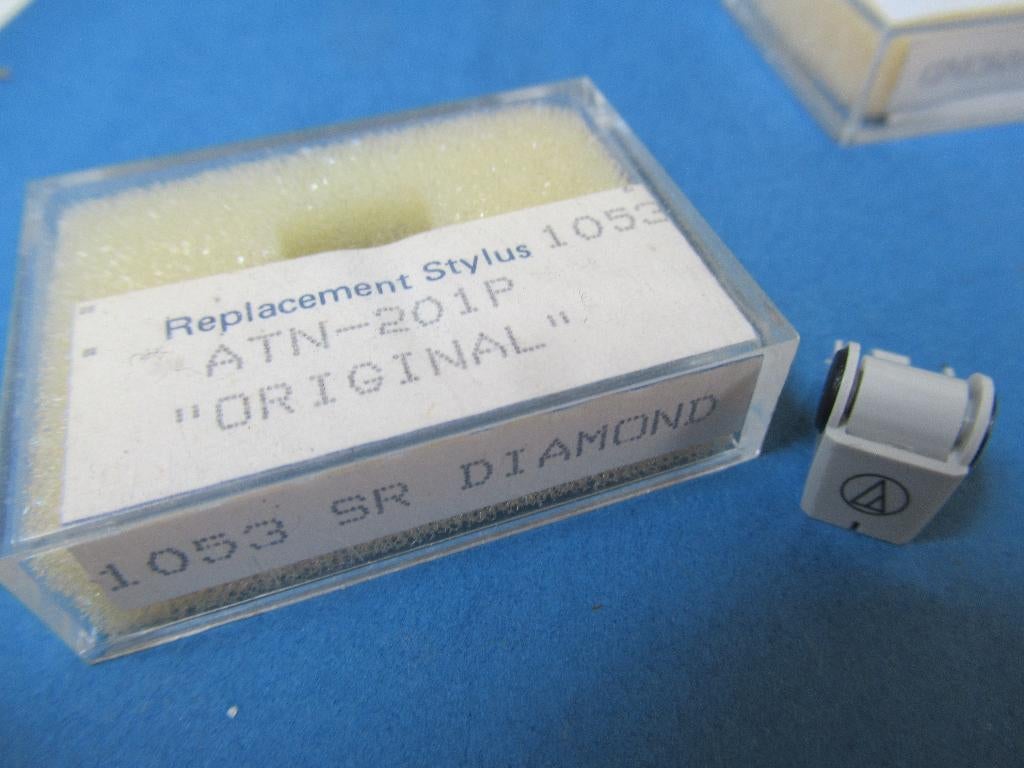 Replacement Stylus 1053
ATN-201P
"ORIGINAL"
1053 SR DIAMOND